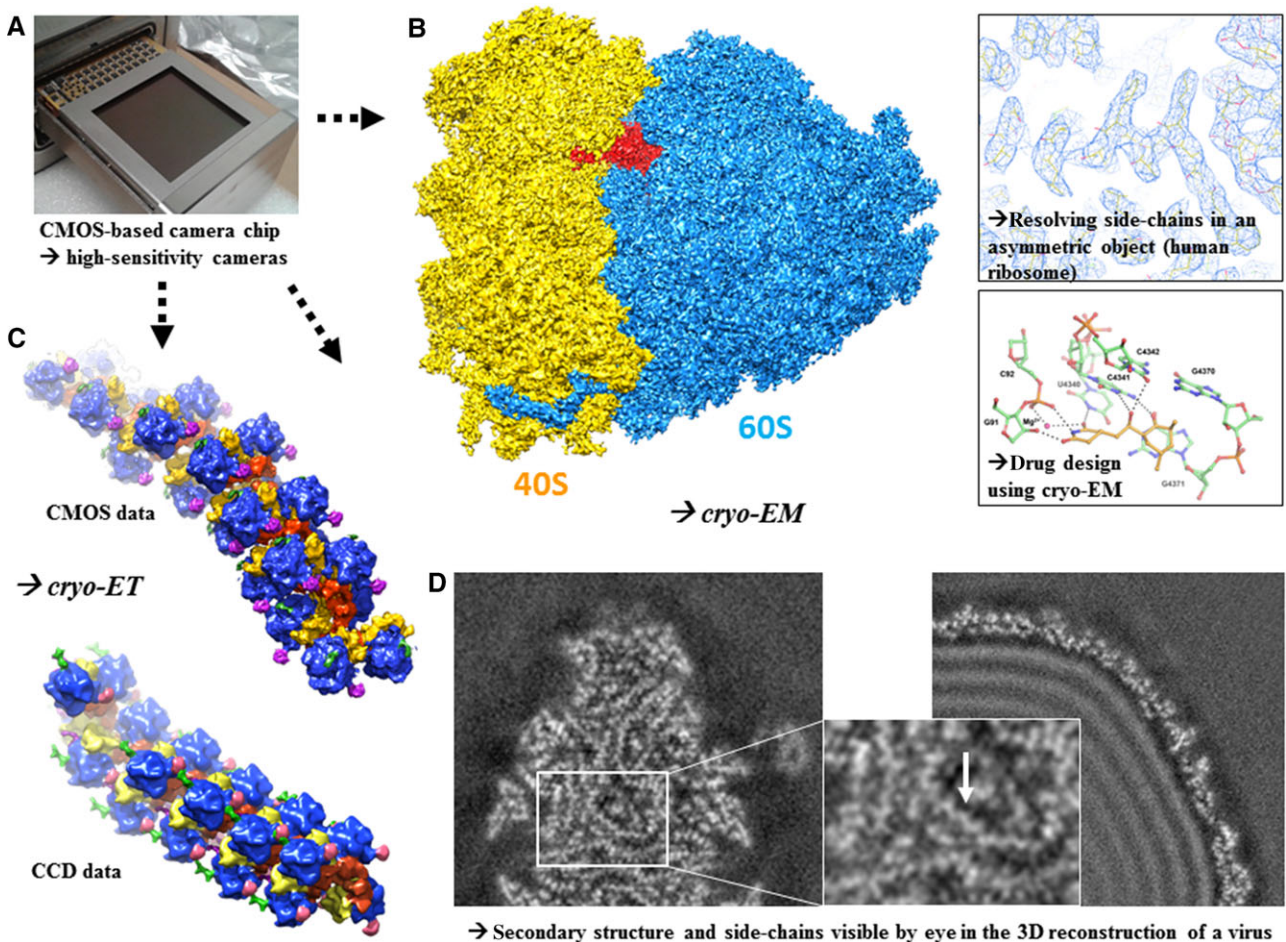 A
CMOS-based camera chip
→ high-sensitivity cameras
B
40S
60S
→ cryo-EM
→Resolving side-chains in an
asymmetric object (human
ribosome)
C92
U4340
C4341
C4342
G4370
G91
Mg²
G4371
→Drug design
using cryo-EM
C
CMOS data
→ cryo-ET
CCD data
D
→ Secondary structure and side-chains visible by eye in the 3D reconstruction of a virus